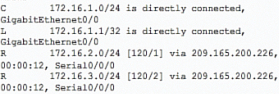 C 172.16.1.0/24 is directly connected,
GigabitEthernet0/0
L 172.16.1.1/32 is directly connected,
GigabitEthernet0/0
R 172.16.2.0/24 [120/1] via 209.165.200.226,
00:00:12, Serial0/0/0
R 172.16.3.0/24 [120/2] via 209.165.200.226,
00:00:12, Serial0/0/0